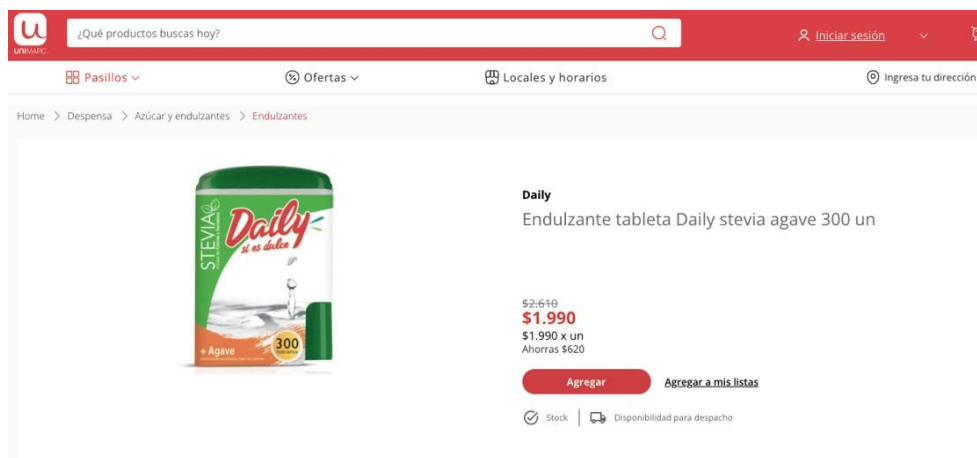 UNIMARC
¿Qué productos buscas hoy?
Iniciar sesión
Pasillos
Ofertas
Locales y horarios
Ingresa tu dirección
Home > Despensa > Azúcar y endulzantes > Endulzantes
STEVIA
Daily
sí es dulce
+ Agave
300
Daily
Endulzante tableta Daily stevia agave 300 un
$2.610
$1.990
$1.990 x un
Ahorras $620
Agregar
Agregar a mis listas
Stock
Disponibilidad para despacho